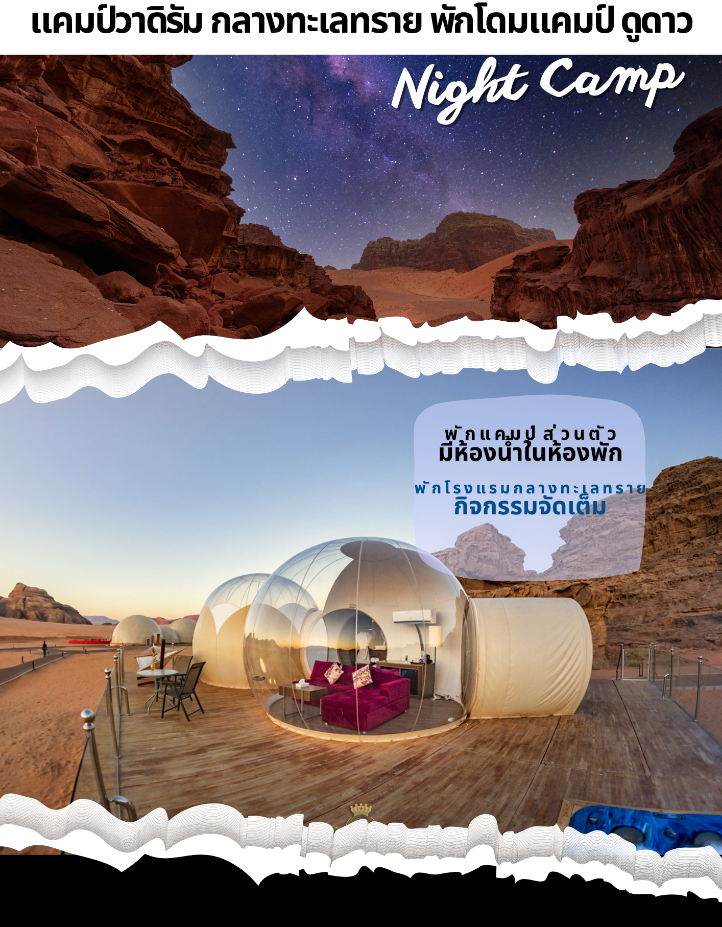 แคมป์วาดิรัม กลางทะเลทราย พักโดมแคมป์ ดูดาว
Night Camp
พักแคมป์ส่วนตัว
มีห้องน้ำในห้องพัก
พักโรงแรมกลางทะเลทราย
กิจกรรมจัดเต็ม